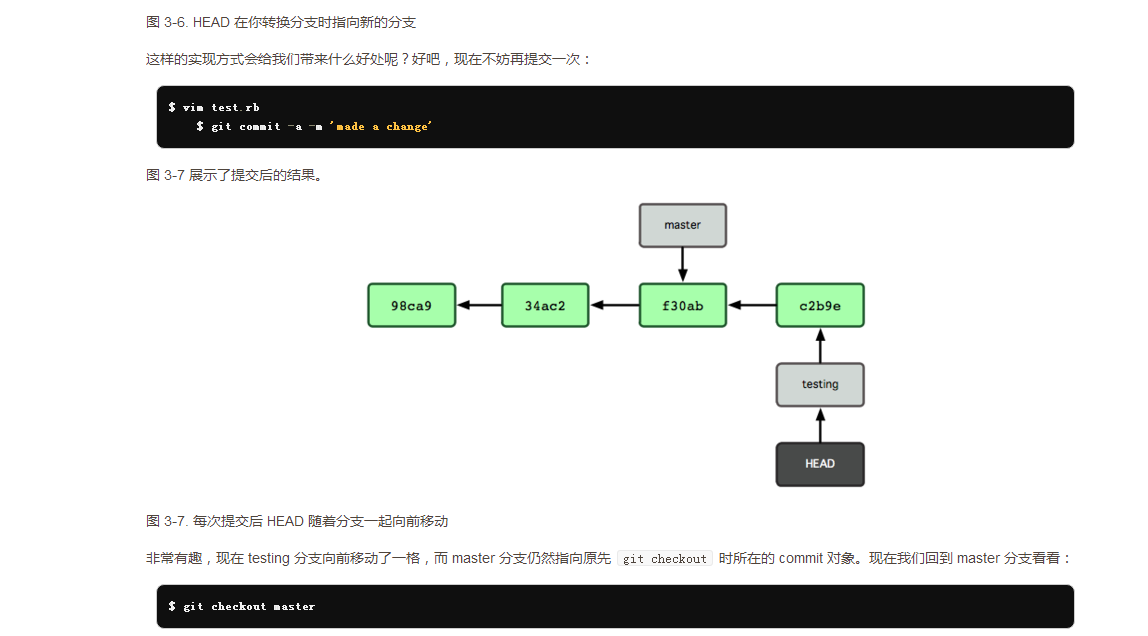 图 3-6. HEAD 在你转换分支时指向新的分支
这样的实现方式会给我们带来什么好处呢？好吧，现在不妨再提交一次：
$ vim test.rb
$ git commit -a -m 'made a change'
图 3-7 展示了提交后的结果。
master
98ca9 34ac2 f30ab c2b9e
testing
HEAD
图 3-7. 每次提交后 HEAD 随着分支一起向前移动
非常有趣，现在 testing 分支向前移动了一格，而 master 分支仍然指向原先 git checkout 时所在的 commit 对象。现在我们回到 master 分支看看：
$ git checkout master